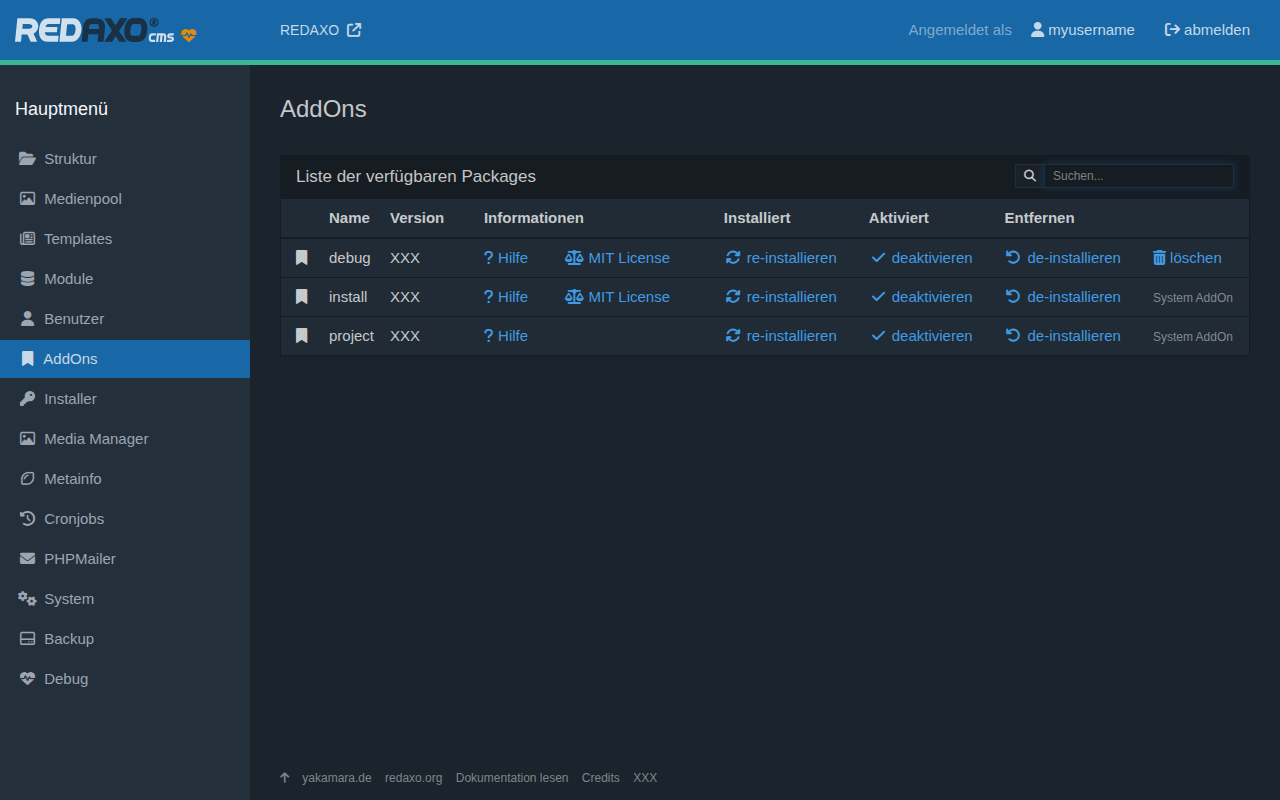 REDAXO® cms
REDAXO
Angemeldet als myusername abmelden
Hauptmenü
Struktur
Medienpool
Templates
Module
Benutzer
AddOns
Installer
Media Manager
Metainfo
Cronjobs
PHPMailer
System
Backup
Debug
AddOns
Liste der verfügbaren Packages
Suchen...
Name Version Informationen Installiert Aktiviert Entfernen
debug XXX Hilfe MIT License re-installieren deaktivieren de-installieren löschen
install XXX Hilfe MIT License re-installieren deaktivieren de-installieren System AddOn
project XXX Hilfe re-installieren deaktivieren de-installieren System AddOn
yakamara.de redaxo.org Dokumentation lesen Credits XXX